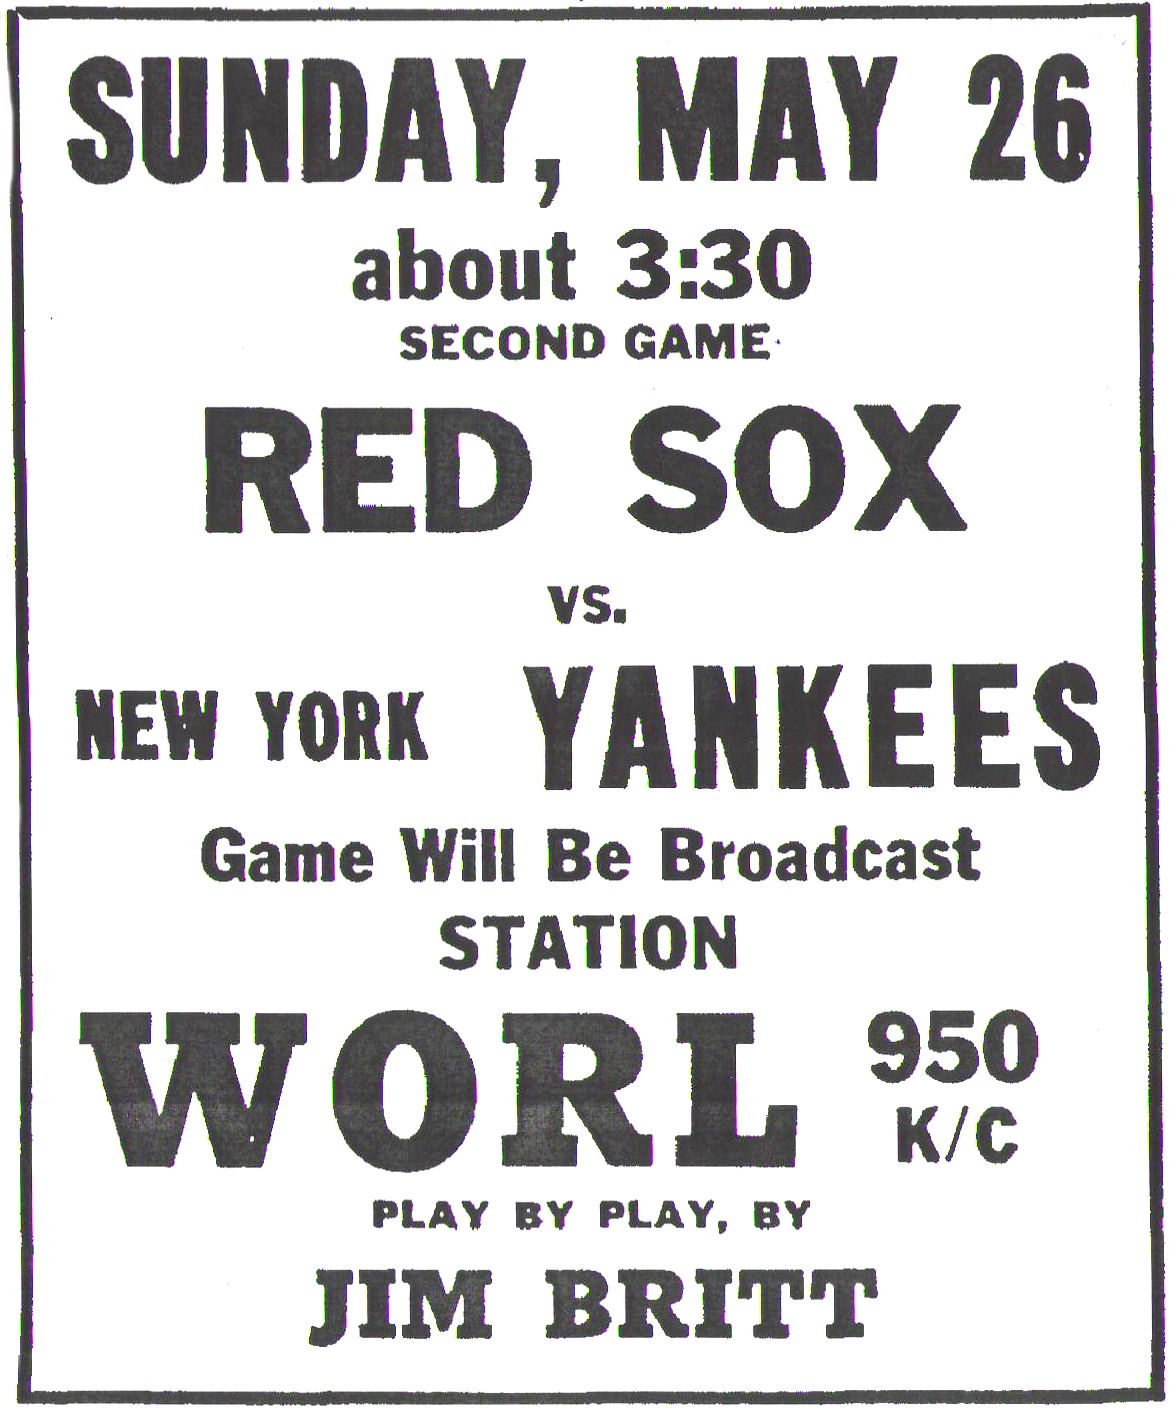 SUNDAY, MAY 26
about 3:30
SECOND GAME
RED SOX
vs.
NEW YORK YANKEES
Game Will Be Broadcast
STATION
WORL 950 K/C
PLAY BY PLAY, BY
JIM BRITT